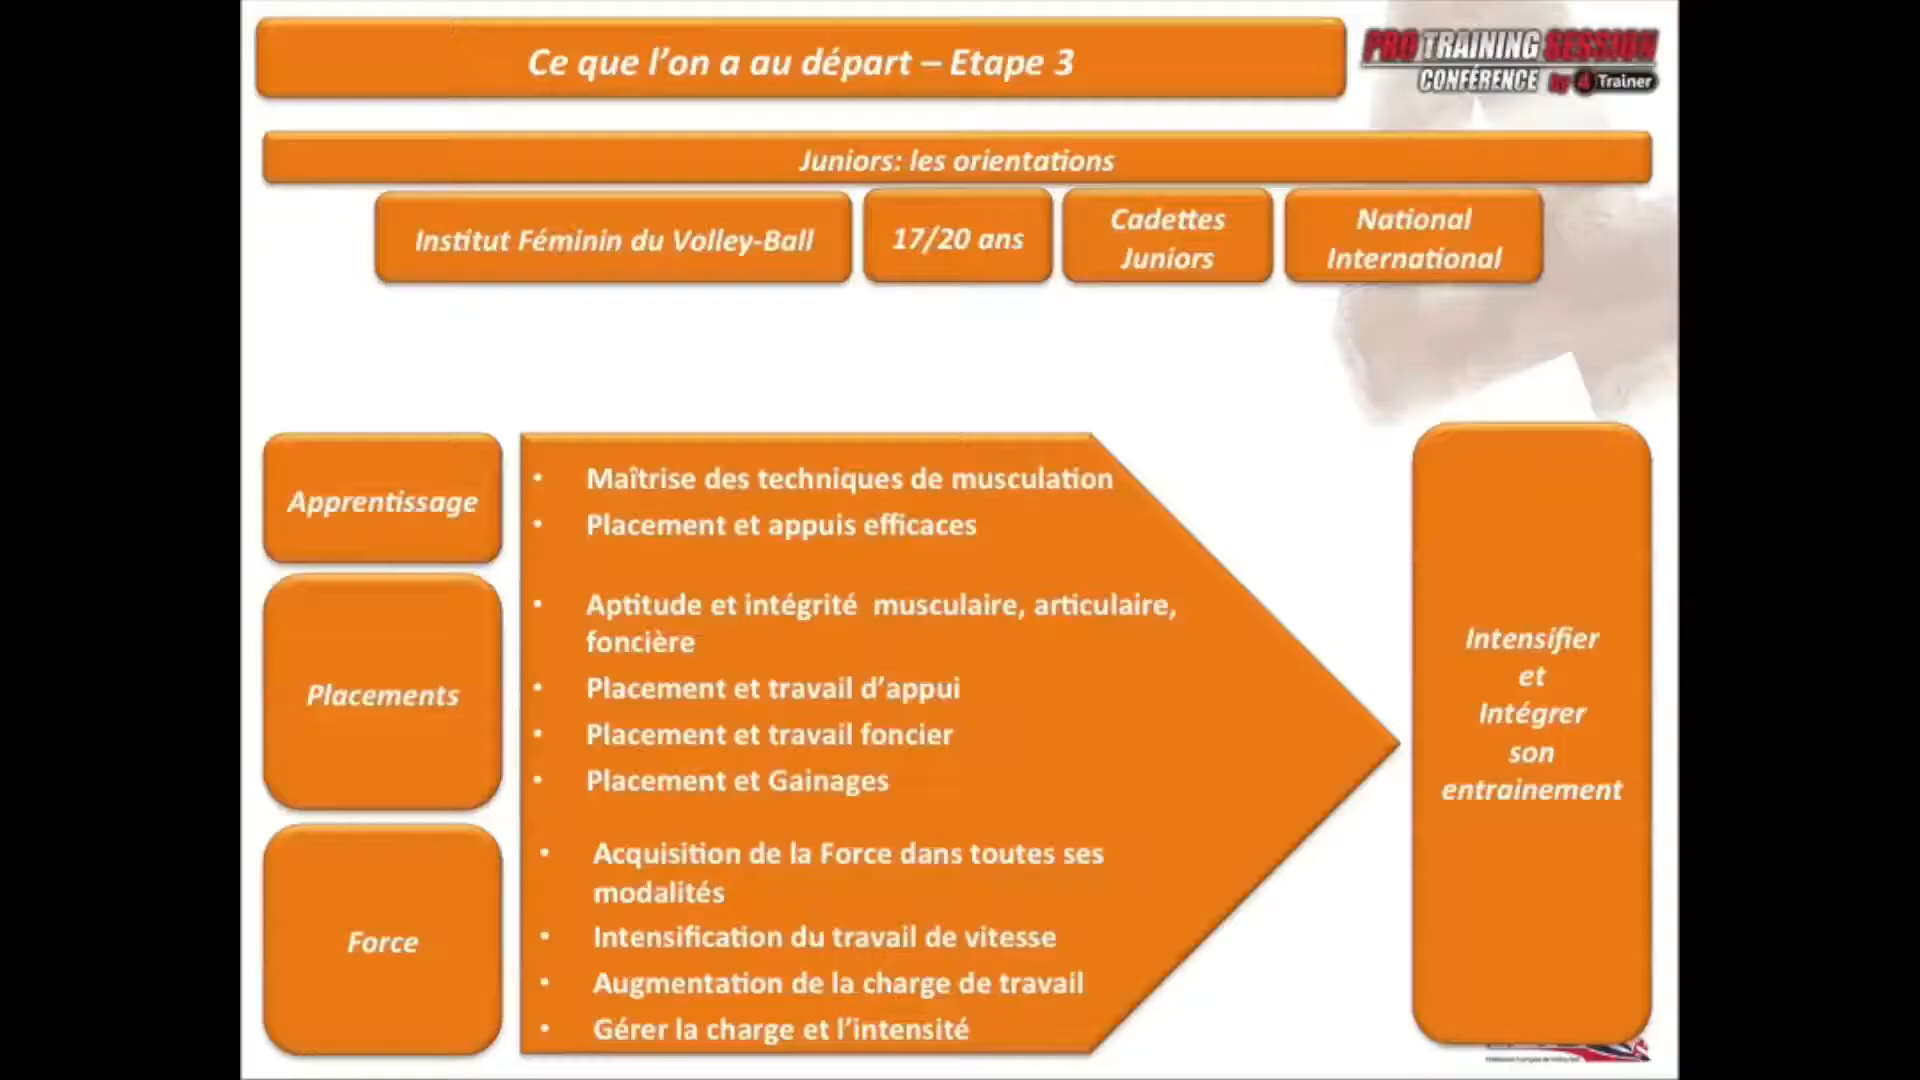 Ce que l'on a au départ – Etape 3
PRO TRAINING SESSION
CONFÉRENCE by 4 Trainer
Juniors: les orientations
Institut Féminin du Volley-Ball
17/20 ans
Cadettes
Juniors
National
International
Apprentissage
• Maîtrise des techniques de musculation
• Placement et appuis efficaces
Placements
• Aptitude et intégrité musculaire, articulaire,
foncière
• Placement et travail d'appui
• Placement et travail foncier
• Placement et Gainages
Force
• Acquisition de la Force dans toutes ses
modalités
• Intensification du travail de vitesse
• Augmentation de la charge de travail
• Gérer la charge et l'intensité
Intensifier
et
Intégrer
son
entrainement